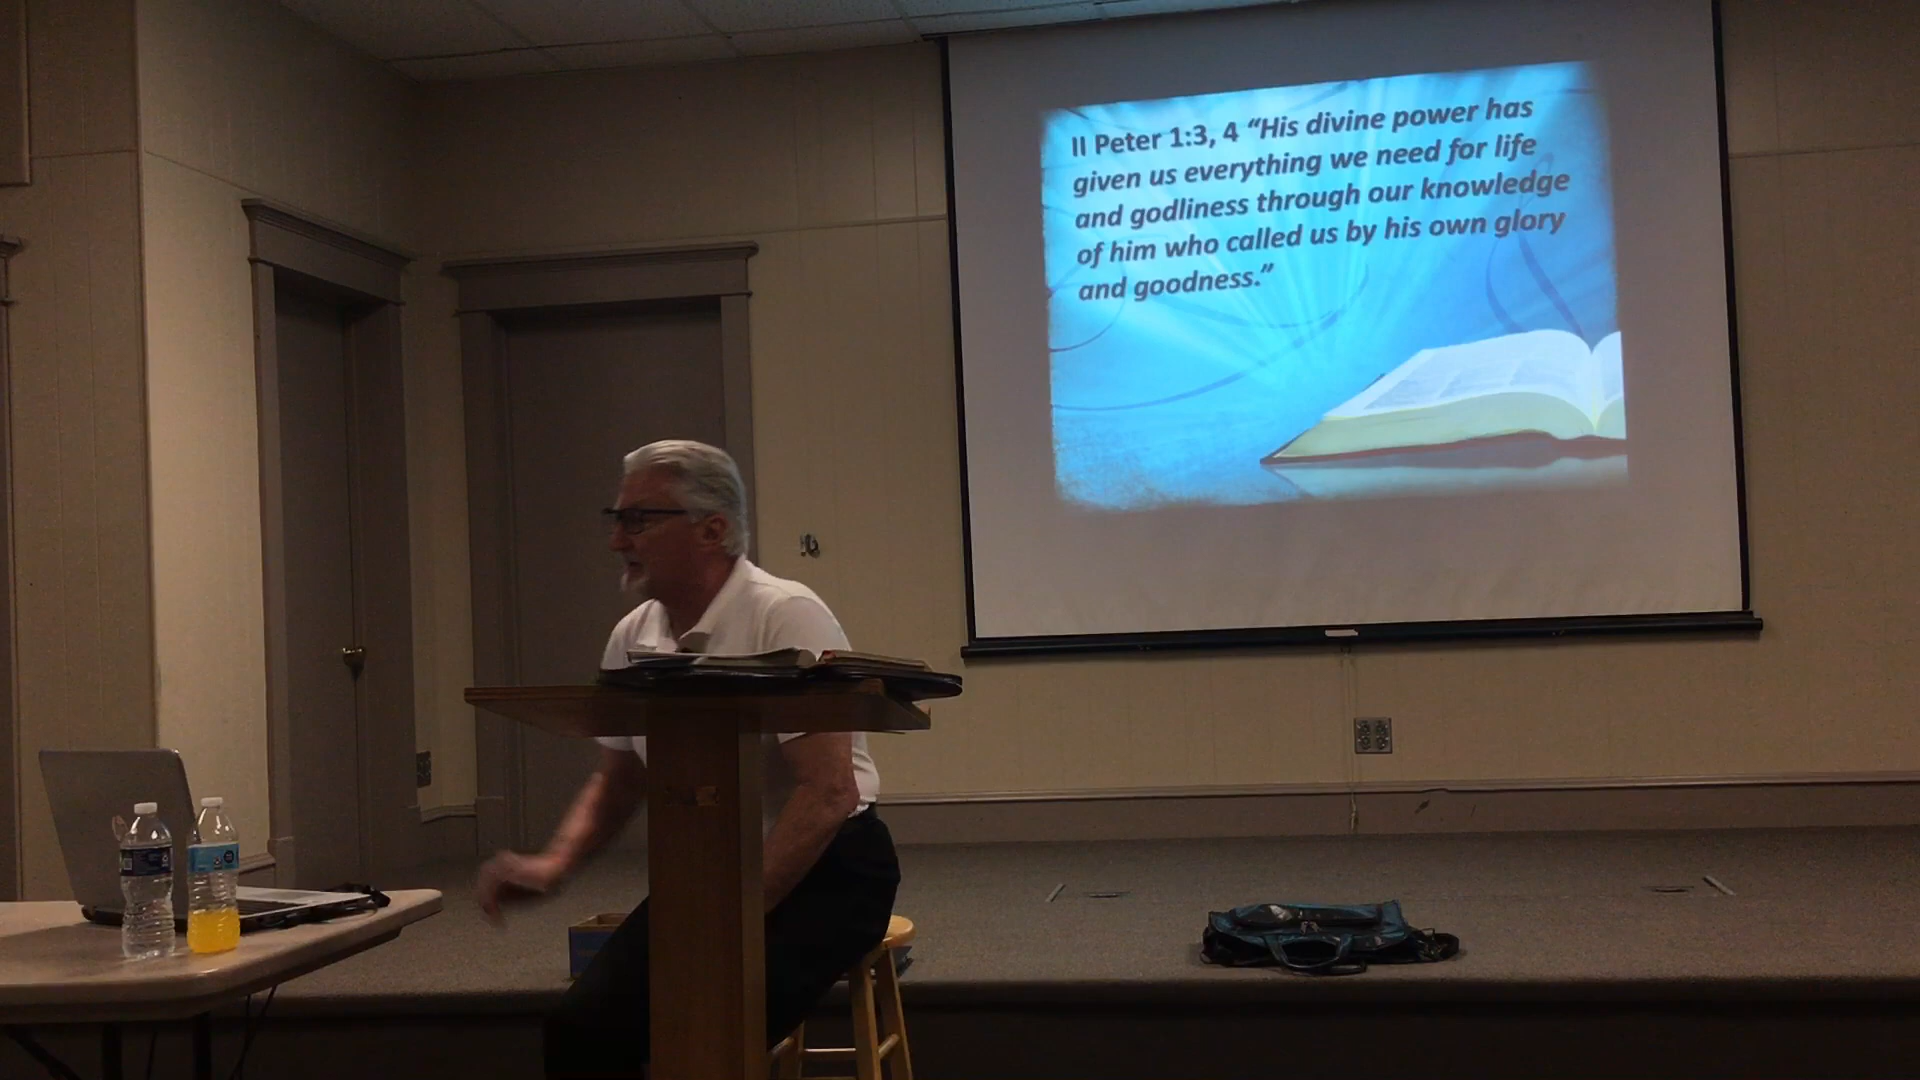 II Peter 1:3, 4 “His divine power has
given us everything we need for life
and godliness through our knowledge
of him who called us by his own glory
and goodness.”